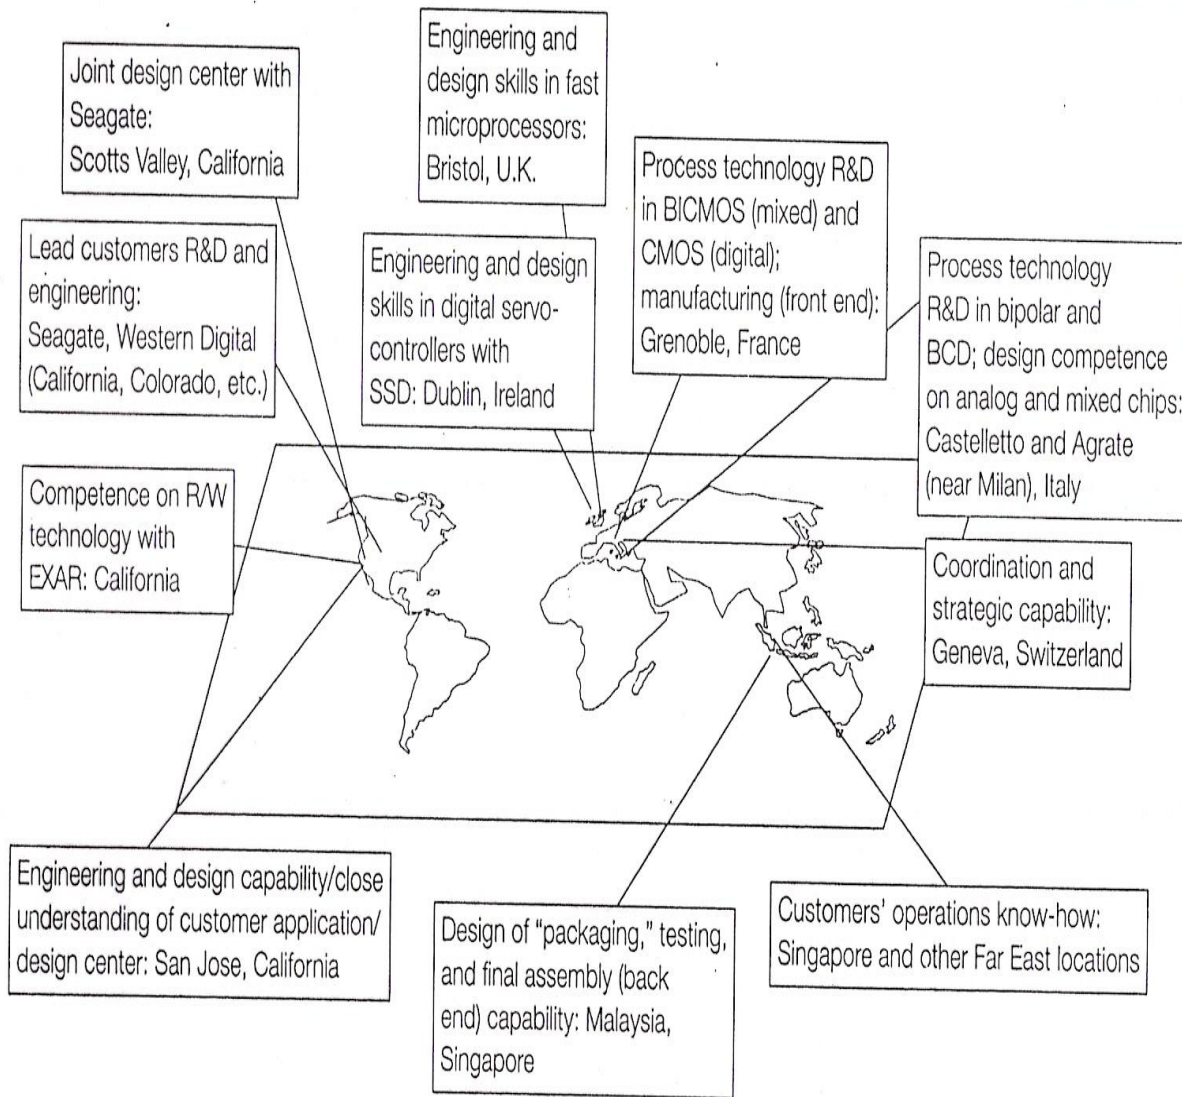 Joint design center with
Seagate:
Scotts Valley, California
Engineering and
design skills in fast
microprocessors:
Bristol, U.K.
Process technology R&D
in BICMOS (mixed) and
CMOS (digital);
manufacturing (front end):
Grenoble, France
Lead customers R&D and
engineering:
Seagate, Western Digital
(California, Colorado, etc.)
Engineering and design
skills in digital servo-
controllers with
SSD: Dublin, Ireland
Process technology
R&D in bipolar and
BCD; design competence
on analog and mixed chips:
Castelletto and Agrate
(near Milan), Italy
Competence on R/W
technology with
EXAR: California
Coordination and
strategic capability:
Geneva, Switzerland
Engineering and design capability/close
understanding of customer application/
design center: San Jose, California
Design of “packaging,” testing,
and final assembly (back
end) capability: Malaysia,
Singapore
Customers’ operations know-how:
Singapore and other Far East locations